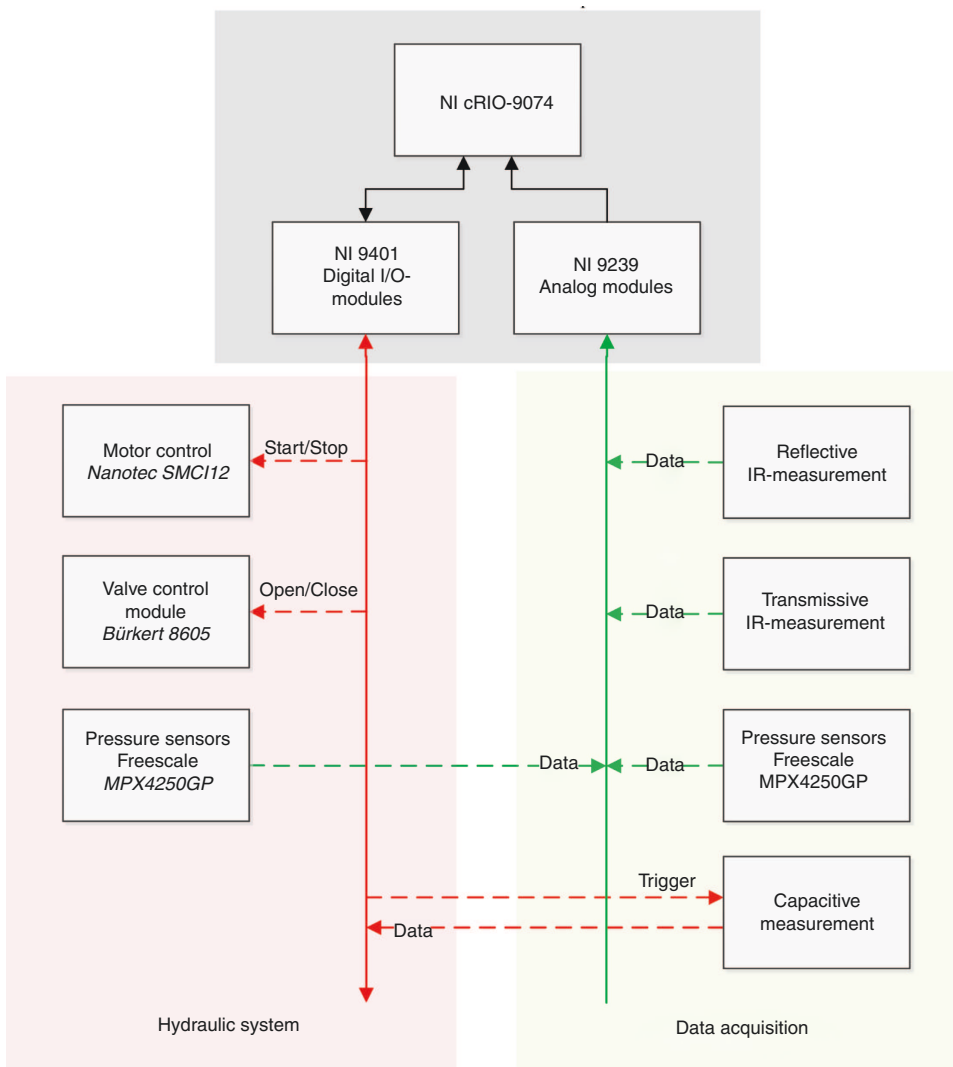 NI cRIO-9074
NI 9401
Digital I/O-
modules
NI 9239
Analog modules
Motor control
Nanotec SMCI12
Start/Stop
Data
Reflective
IR-measurement
Valve control
module
Bürkert 8605
Open/Close
Data
Transmissive
IR-measurement
Pressure sensors
Freescale
MPX4250GP
Data
Data
Pressure sensors
Freescale
MPX4250GP
Trigger
Data
Capacitive
measurement
Hydraulic system
Data acquisition